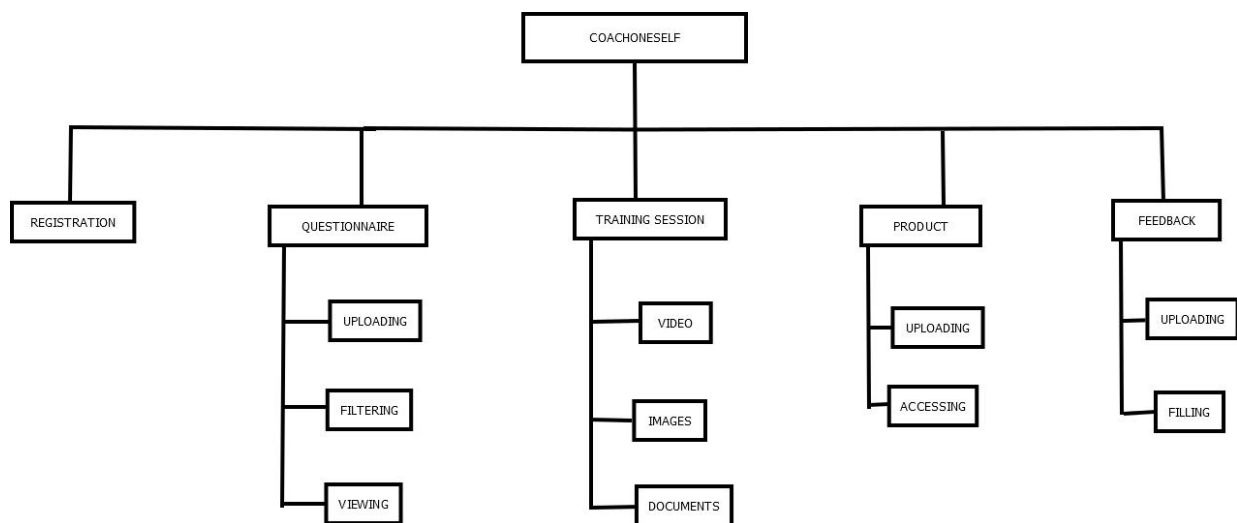 COACHONESELF
REGISTRATION
QUESTIONNAIRE
TRAINING SESSION
PRODUCT
FEEDBACK
UPLOADING
VIDEO
UPLOADING
UPLOADING
FILTERING
IMAGES
ACCESSING
FILLING
VIEWING
DOCUMENTS